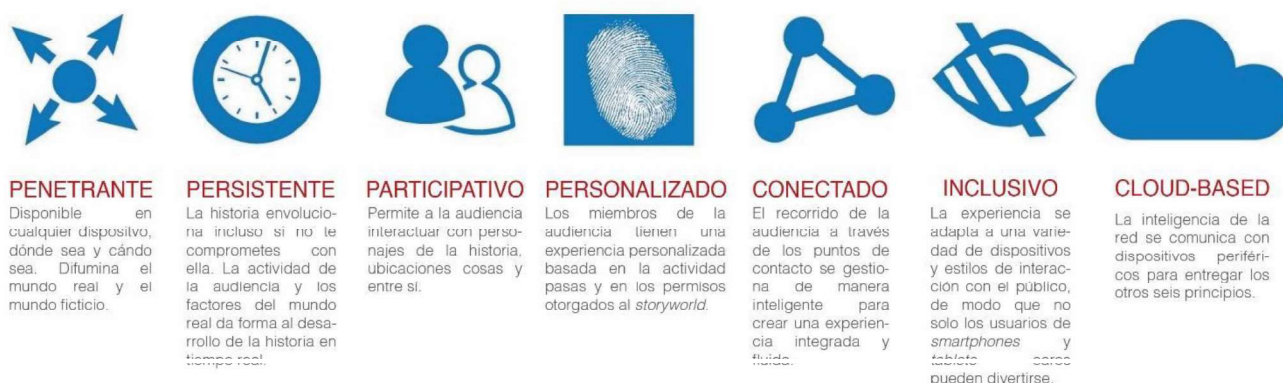 PENETRANTE
Disponible en
cualquier dispositvo,
dónde sea y cándo
sea. Difumina el
mundo real y el
mundo ficticio.
PERSISTENTE
La historia envolucio-
na incluso si no te
comprometes con
ella. La actividad de
la audiencia y los
factores del mundo
real da forma al desa-
rrollo de la historia en
tiempo real.
PARTICIPATIVO
Permite a la audiencia
interactuar con perso-
najes de la historia,
ubicaciones cosas y
entre sí.
PERSONALIZADO
Los miembros de la
audiencia tienen una
experiencia personalizada
basada en la actividad
pasas y en los permisos
otorgados al storyworld.
CONECTADO
El recorrido de la
audiencia a través
de los puntos de
contacto se gestio-
na de manera
inteligente para
crear una experien-
cia integrada y
fluida.
INCLUSIVO
La experiencia se
adapta a una varie-
dad de dispositivos
y estilos de interac-
ción con el público,
de modo que no
solo los usuarios de
smartphones y
tablets caros
pueden divertirse.
CLOUD-BASED
La inteligencia de la
red se comunica con
dispositivos periféri-
cos para entregar los
otros seis principios.